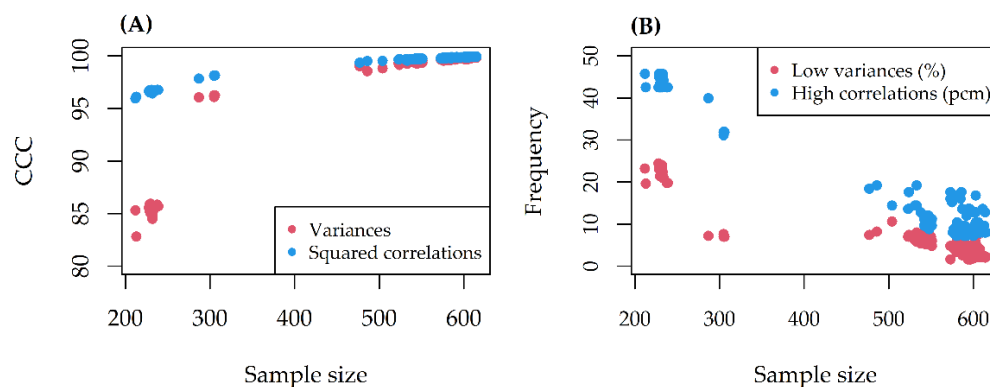 (A)
CCC
100
95
90
85
80
Variances
Squared correlations
200
300
400
500
600
Sample size
(B)
Frequency
50
40
30
20
10
0
Low variances (%)
High correlations (pcm)
200
300
400
500
600
Sample size